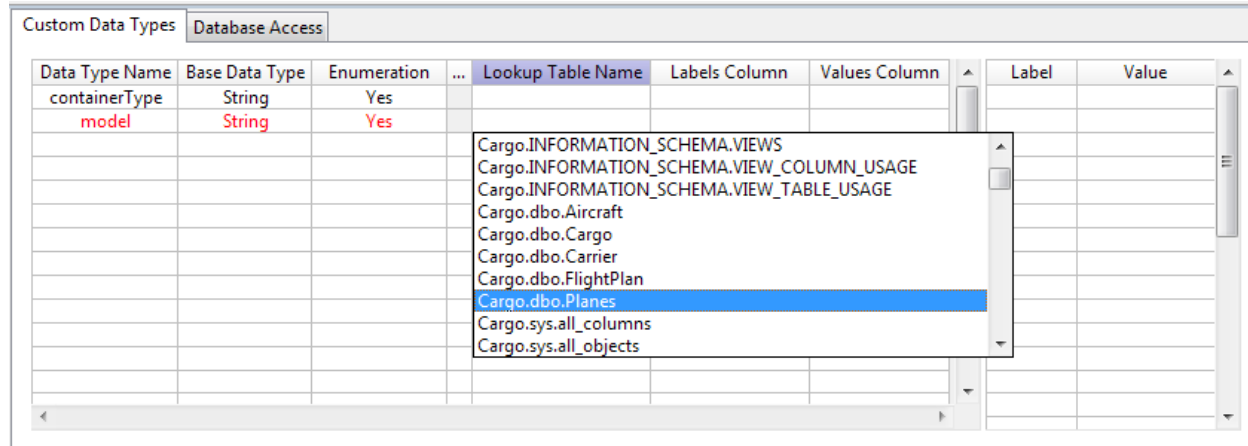 Custom Data Types Database Access
Data Type Name Base Data Type Enumeration ... Lookup Table Name Labels Column Values Column Label Value
containerType String Yes
model String Yes
Cargo.INFORMATION_SCHEMA.VIEWS
Cargo.INFORMATION_SCHEMA.VIEW_COLUMN_USAGE
Cargo.INFORMATION_SCHEMA.VIEW_TABLE_USAGE
Cargo.dbo.Aircraft
Cargo.dbo.Cargo
Cargo.dbo.Carrier
Cargo.dbo.FlightPlan
Cargo.dbo.Planes
Cargo.sys.all_columns
Cargo.sys.all_objects